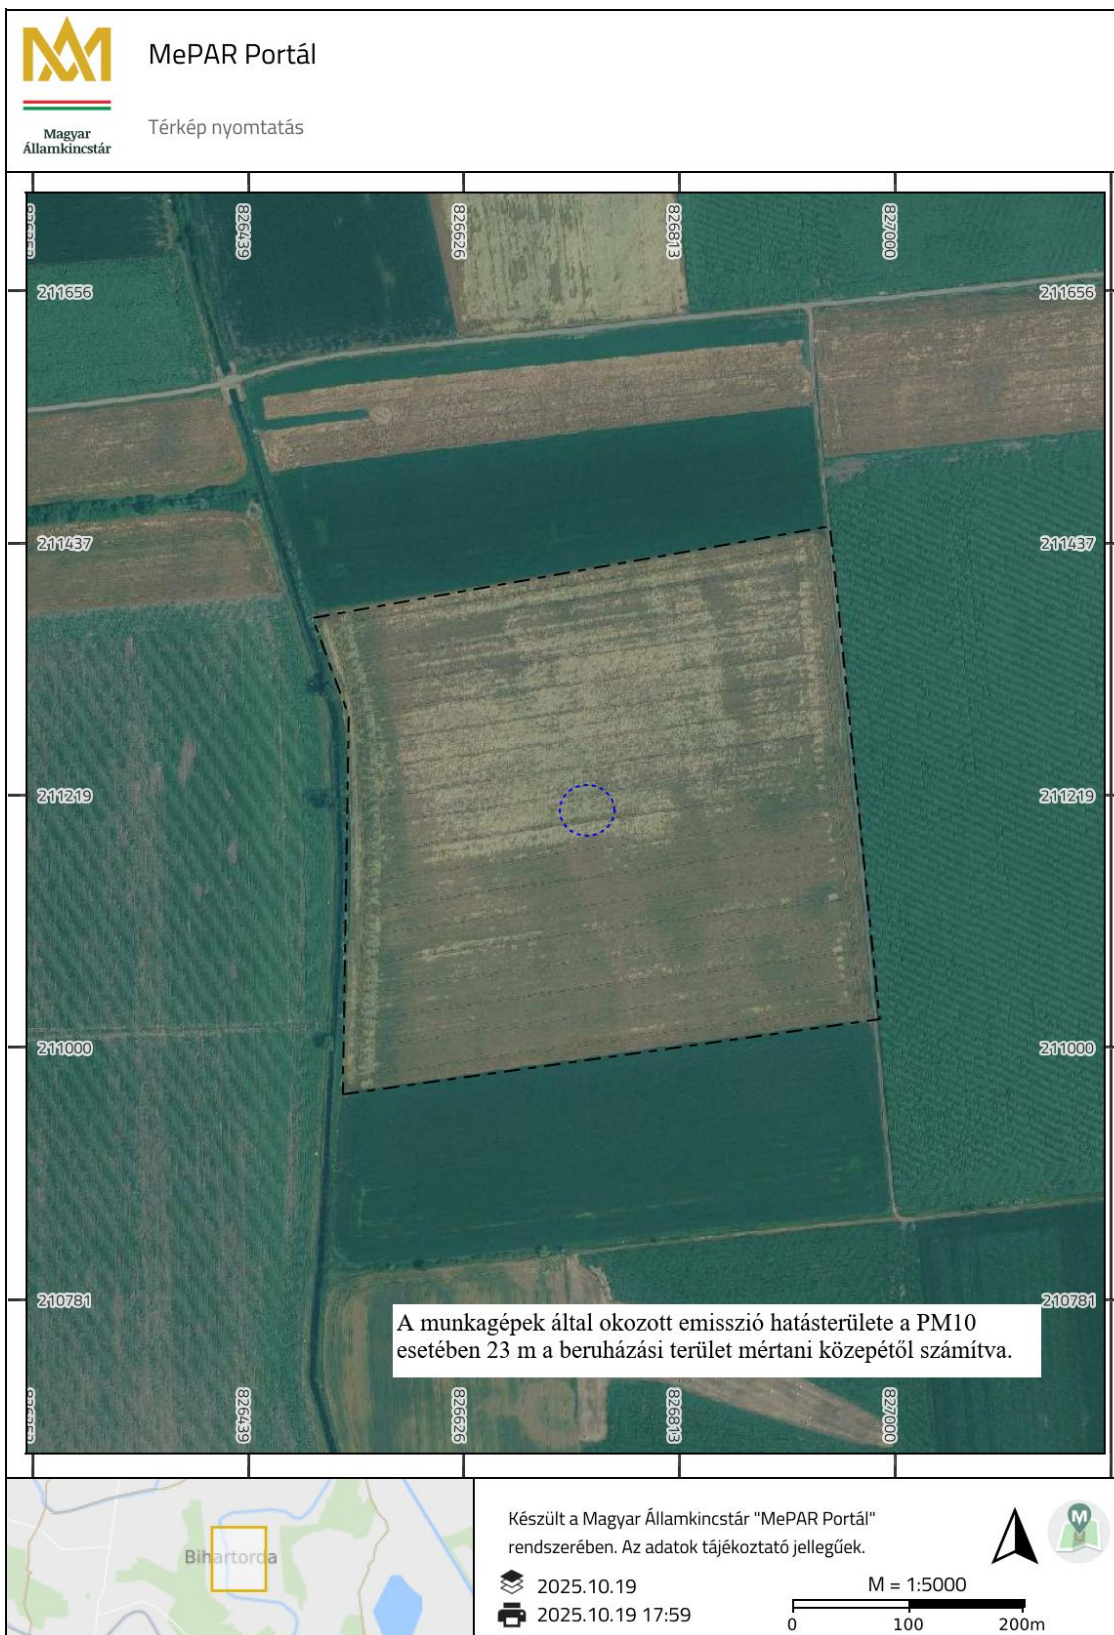 MePAR Portál
Térkép nyomtatás
Magyar
Államkincstár
826439
826626
826813
827000
211656
211656
211437
211437
211219
211219
211000
211000
210781
210781
A munkagépek által okozott emisszió hatásterülete a PM10
esetében 23 m a beruházási terület mértani közepétől számítva.
826439
826626
826813
827000
Bihartorda
Készült a Magyar Államkincstár "MePAR Portál"
rendszerében. Az adatok tájékoztató jellegűek.
2025.10.19
2025.10.19 17:59
M
M = 1:5000
0 100 200m